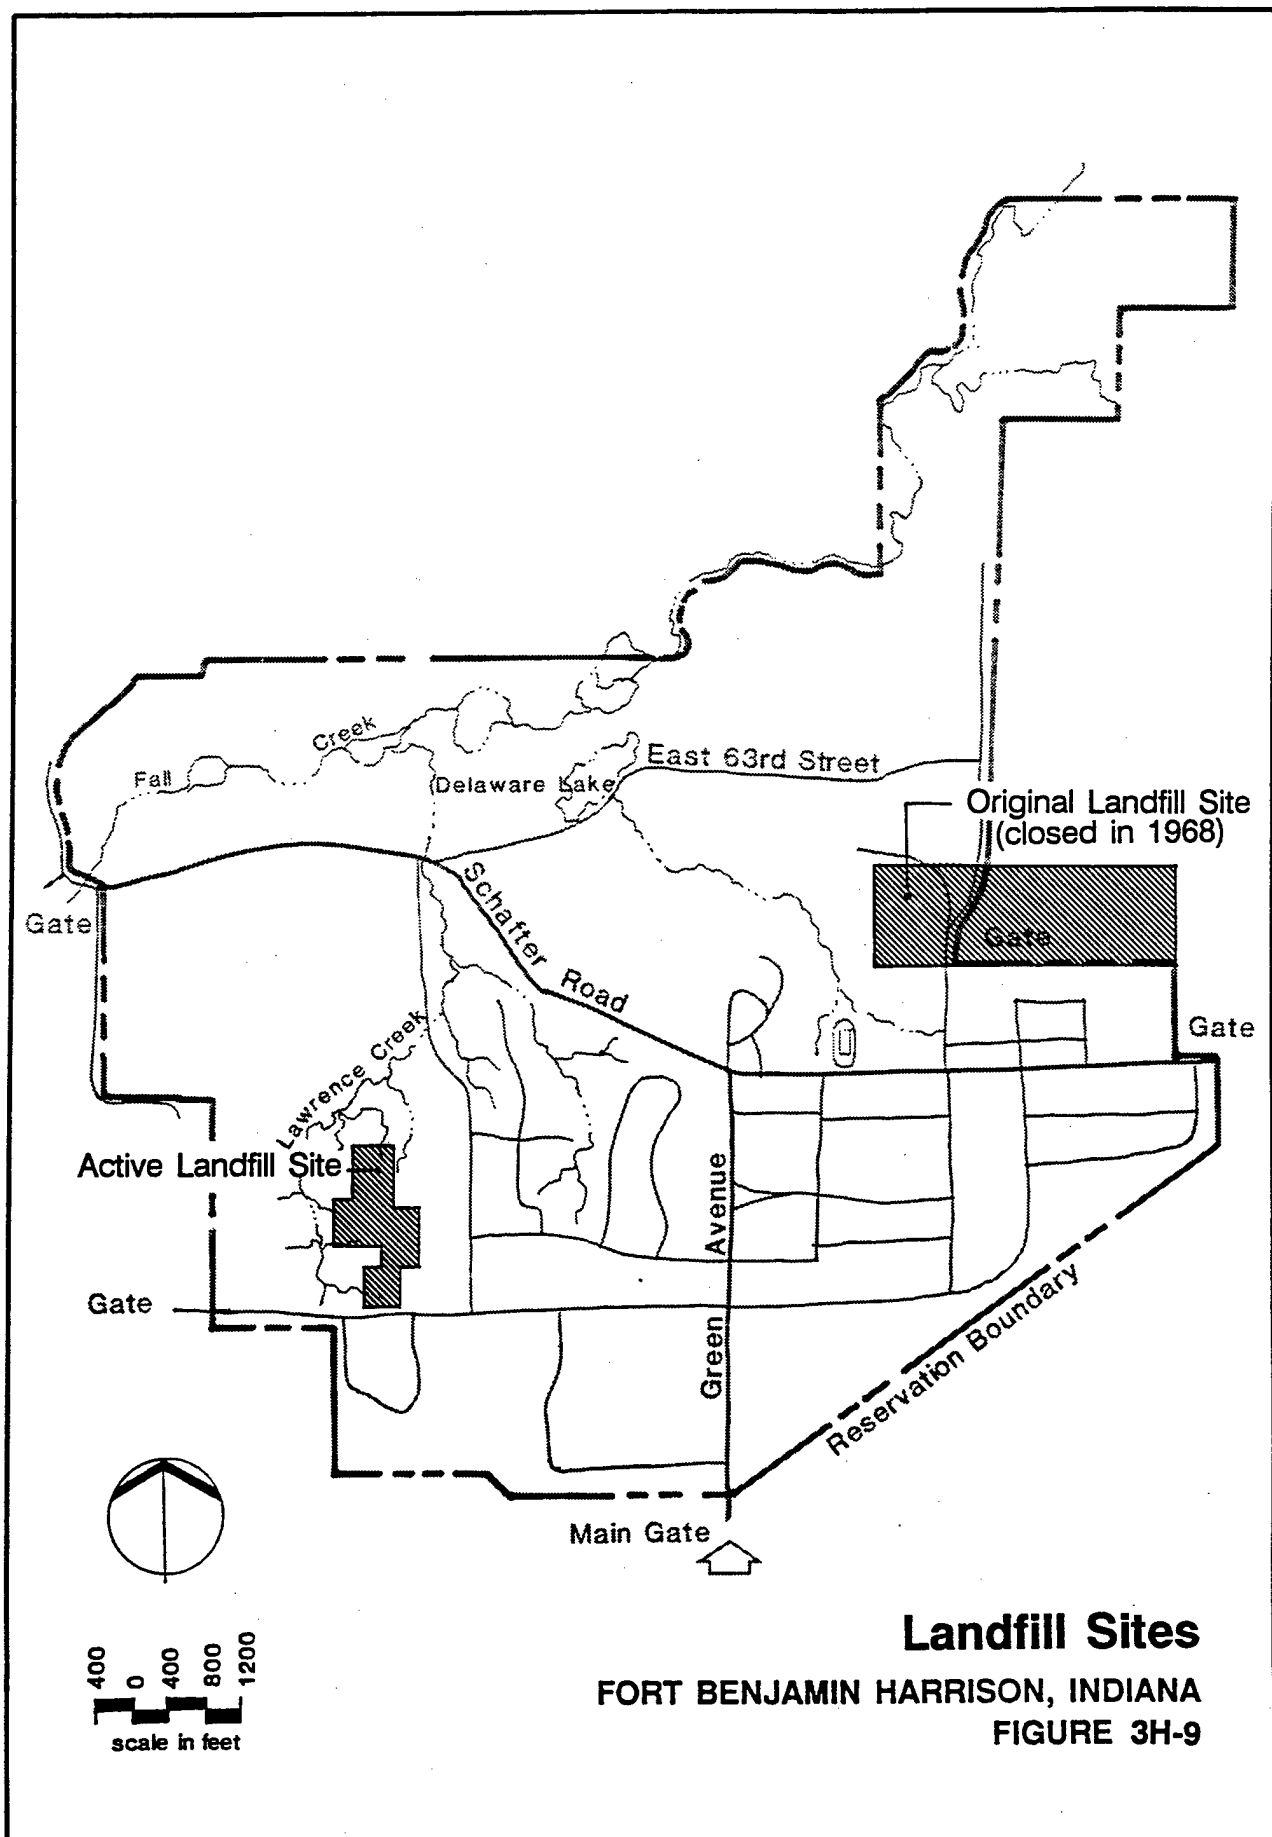 Creek
Fall
East 63rd Street
Delaware Lake
Original Landfill Site
(closed in 1968)
Schafter Road
Gate
Gate
Gate
Lawrence Creek
Active Landfill Site
Avenue
Green
Gate
Reservation Boundary
Main Gate
Landfill Sites
400 0 400 800 1200
scale in feet
FORT BENJAMIN HARRISON, INDIANA
FIGURE 3H-9